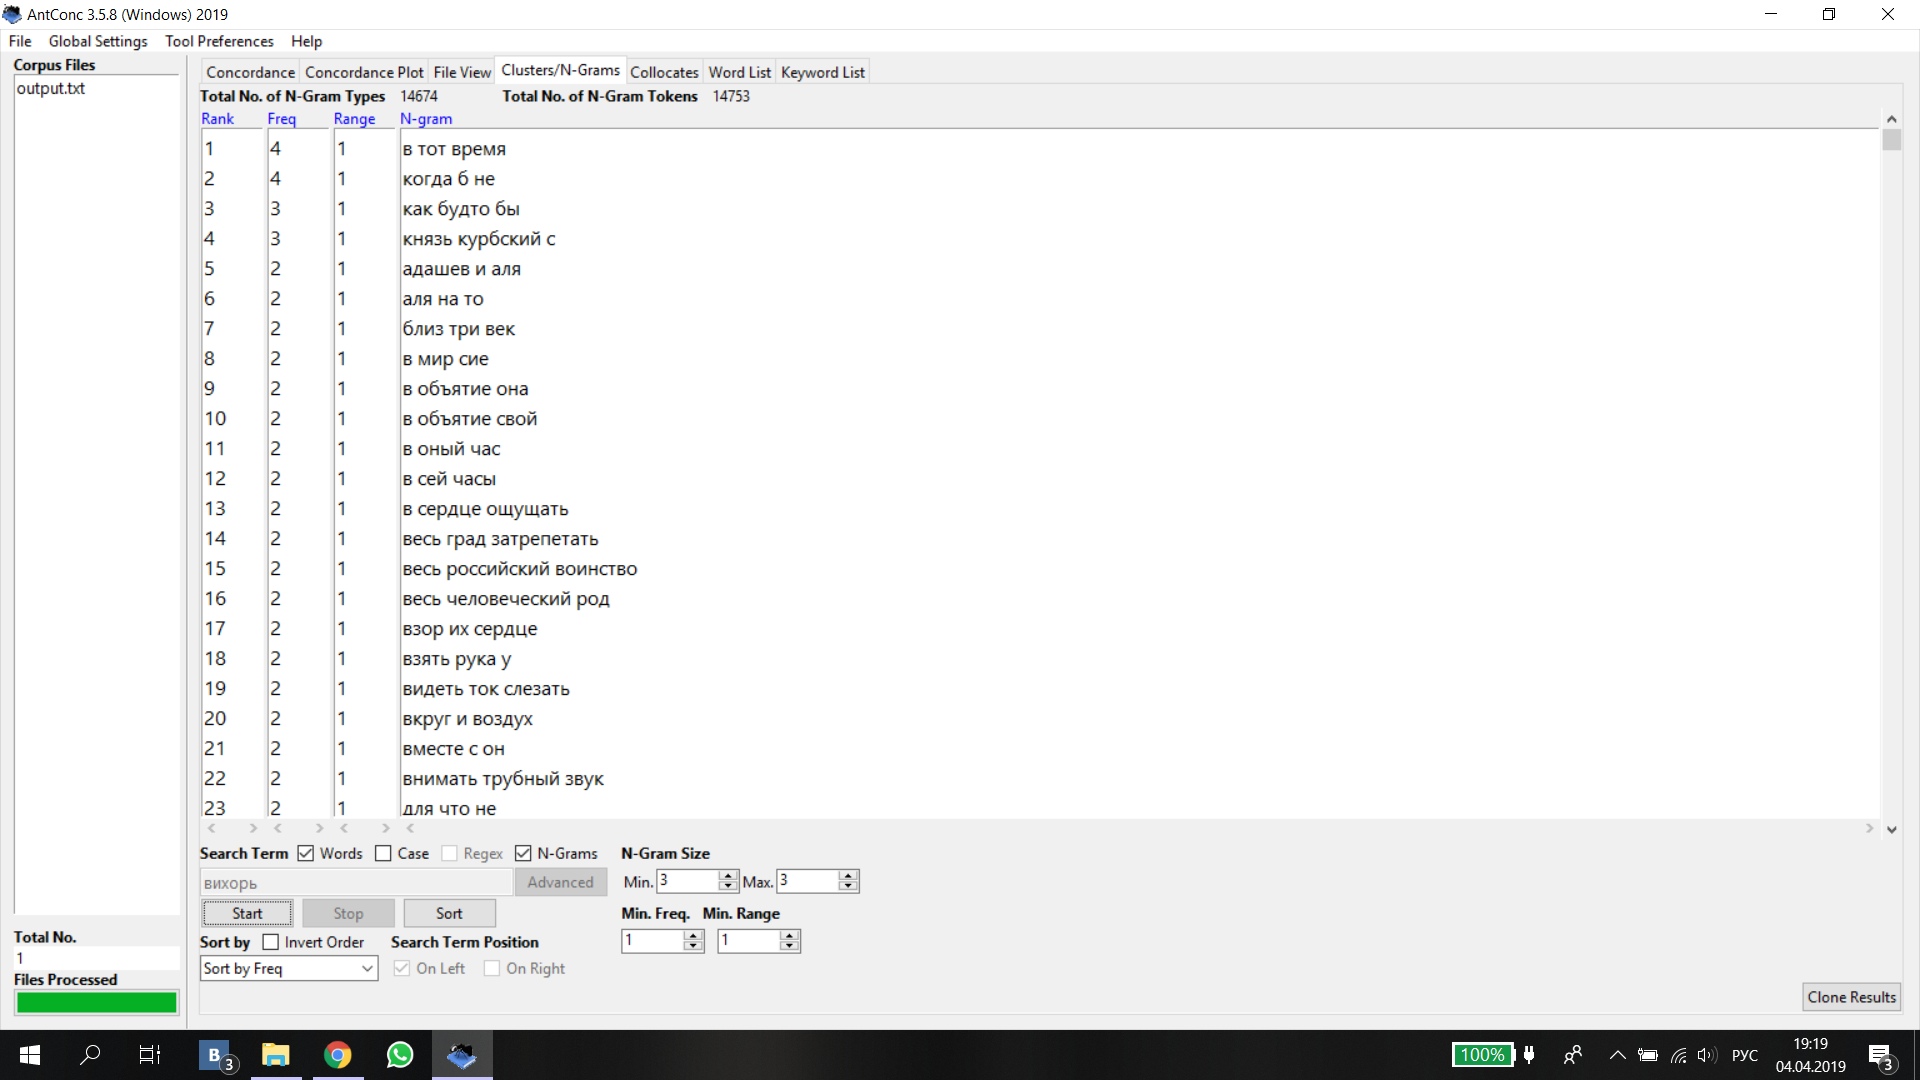 AntConc 3.5.8 (Windows) 2019
File Global Settings Tool Preferences Help
Corpus Files
output.txt
Concordance Concordance Plot File View Clusters/N-Grams Collocates Word List Keyword List
Total No. of N-Gram Types 14674 Total No. of N-Gram Tokens 14753
Rank Freq Range N-gram
1 4 1 в тот время
2 4 1 когда б не
3 3 1 как будто бы
4 3 1 князь курбский с
5 2 1 адашев и аля
6 2 1 аля на то
7 2 1 близ три век
8 2 1 в мир сие
9 2 1 в объятие она
10 2 1 в объятие свой
11 2 1 в оный час
12 2 1 в сей часы
13 2 1 в сердце ощущать
14 2 1 весь град затрепетать
15 2 1 весь российский воинство
16 2 1 весь человеческий род
17 2 1 взор их сердце
18 2 1 взять рука у
19 2 1 видеть ток слезать
20 2 1 вкруг и воздух
21 2 1 вместе с он
22 2 1 внимать трубный звук
23 2 1 для что не
Search Term Words Case Regex N-Grams N-Gram Size
вихорь Advanced Min. 3 Max. 3
Start Stop Sort Min. Freq. Min. Range
Sort by Invert Order Search Term Position 1 1
Sort by Freq On Left On Right
Total No.
1
Files Processed
Clone Results
B 3 100% РУС 19:19
04.04.2019 3